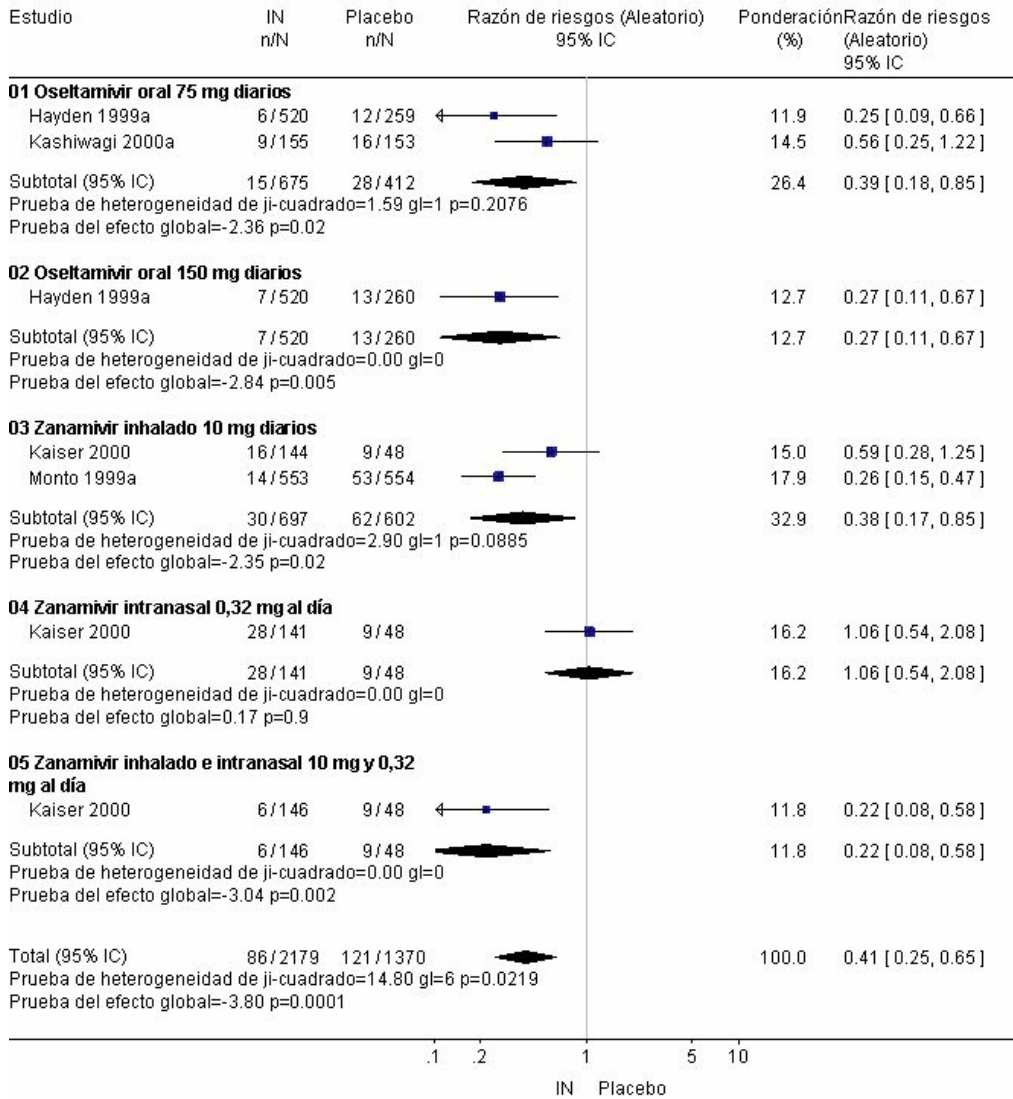 Estudio IN Placebo Razón de riesgos (Aleatorio) Ponderación Razón de riesgos
n/N n/N 95% IC (%) (Aleatorio)
95% IC
01 Oseltamivir oral 75 mg diarios
Hayden 1999a 6/520 12/259 11.9 0.25 [ 0.09, 0.66 ]
Kashiwagi 2000a 9/155 16/153 14.5 0.56 [ 0.25, 1.22 ]
Subtotal (95% IC) 15/675 28/412 26.4 0.39 [ 0.18, 0.85 ]
Prueba de heterogeneidad de ji-cuadrado=1.59 gl=1 p=0.2076
Prueba del efecto global=-2.36 p=0.02
02 Oseltamivir oral 150 mg diarios
Hayden 1999a 7/520 13/260 12.7 0.27 [ 0.11, 0.67 ]
Subtotal (95% IC) 7/520 13/260 12.7 0.27 [ 0.11, 0.67 ]
Prueba de heterogeneidad de ji-cuadrado=0.00 gl=0
Prueba del efecto global=-2.84 p=0.005
03 Zanamivir inhalado 10 mg diarios
Kaiser 2000 16/144 9/48 15.0 0.59 [ 0.28, 1.25 ]
Monto 1999a 14/553 53/554 17.9 0.26 [ 0.15, 0.47 ]
Subtotal (95% IC) 30/697 62/602 32.9 0.38 [ 0.17, 0.85 ]
Prueba de heterogeneidad de ji-cuadrado=2.90 gl=1 p=0.0885
Prueba del efecto global=-2.35 p=0.02
04 Zanamivir intranasal 0,32 mg al día
Kaiser 2000 28/141 9/48 16.2 1.06 [ 0.54, 2.08 ]
Subtotal (95% IC) 28/141 9/48 16.2 1.06 [ 0.54, 2.08 ]
Prueba de heterogeneidad de ji-cuadrado=0.00 gl=0
Prueba del efecto global=0.17 p=0.9
05 Zanamivir inhalado e intranasal 10 mg y 0,32
mg al día
Kaiser 2000 6/146 9/48 11.8 0.22 [ 0.08, 0.58 ]
Subtotal (95% IC) 6/146 9/48 11.8 0.22 [ 0.08, 0.58 ]
Prueba de heterogeneidad de ji-cuadrado=0.00 gl=0
Prueba del efecto global=-3.04 p=0.002
Total (95% IC) 86/2179 121/1370 100.0 0.41 [ 0.25, 0.65 ]
Prueba de heterogeneidad de ji-cuadrado=14.80 gl=6 p=0.0219
Prueba del efecto global=-3.80 p=0.0001
.1 .2 1 5 10
IN Placebo